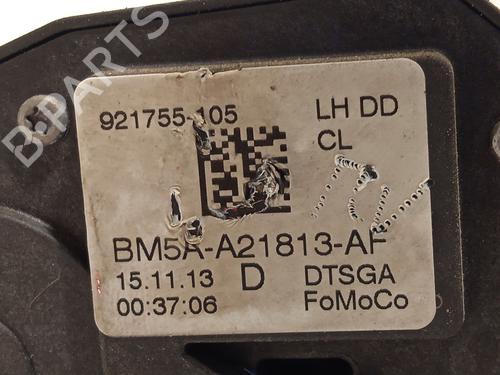 B-PARTS
921755-105 LH DD
CL
BM5A-A21813-AF
15.11.13 D DTSGA
00:37:06 FoMoCo